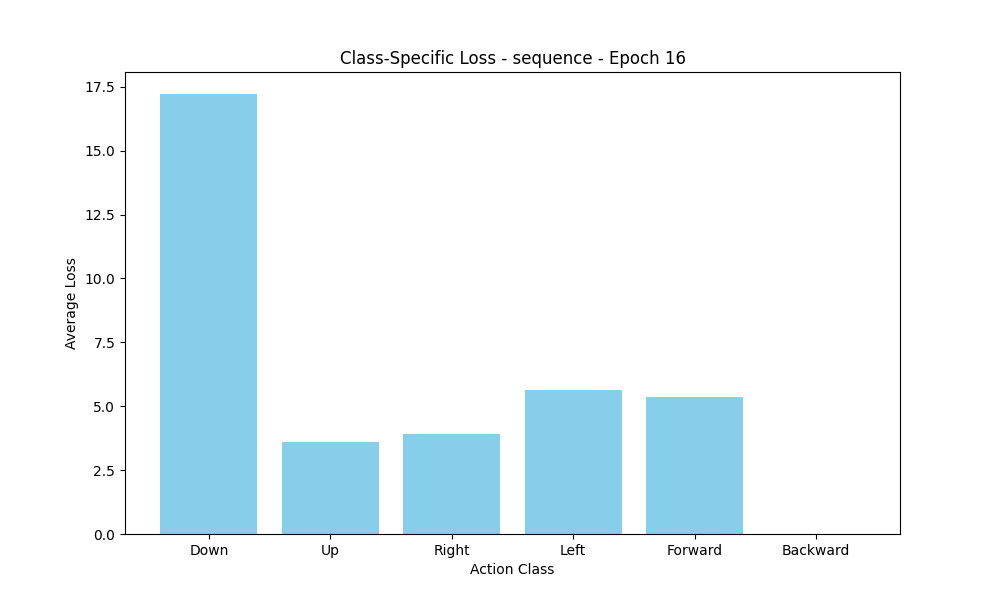 Class-Specific Loss - sequence - Epoch 16
17.5
15.0
12.5
10.0
7.5
5.0
2.5
0.0
Average Loss
Down Up Right Left Forward Backward
Action Class